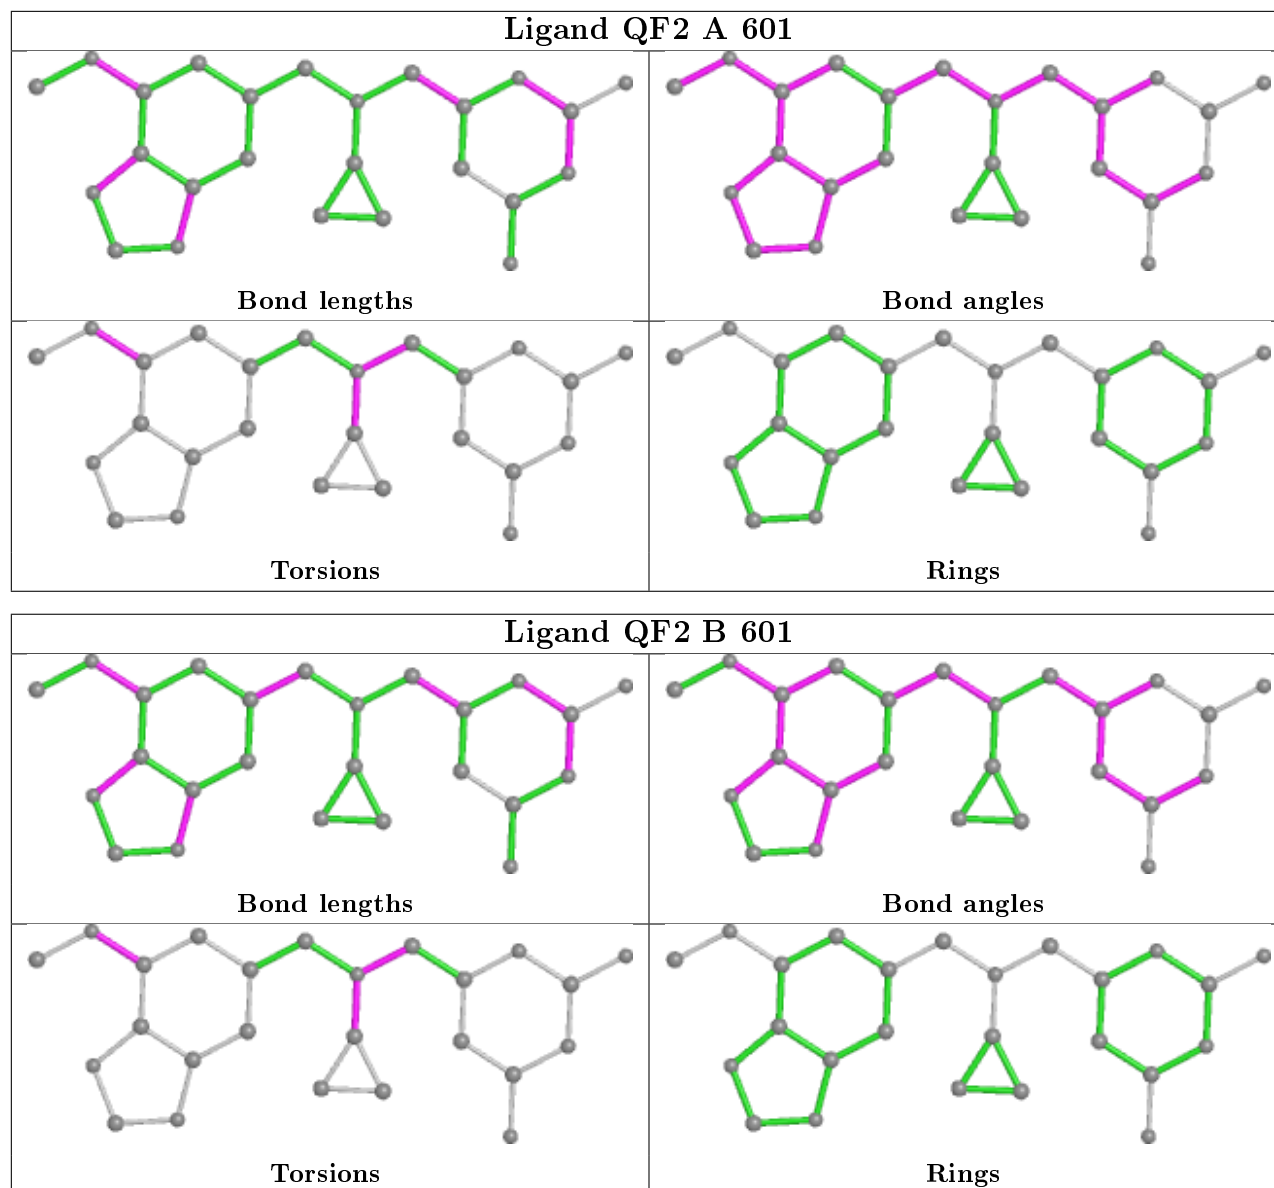 Ligand QF2 A 601
Bond lengths
Bond angles
Torsions
Rings
Ligand QF2 B 601
Bond lengths
Bond angles
Torsions
Rings